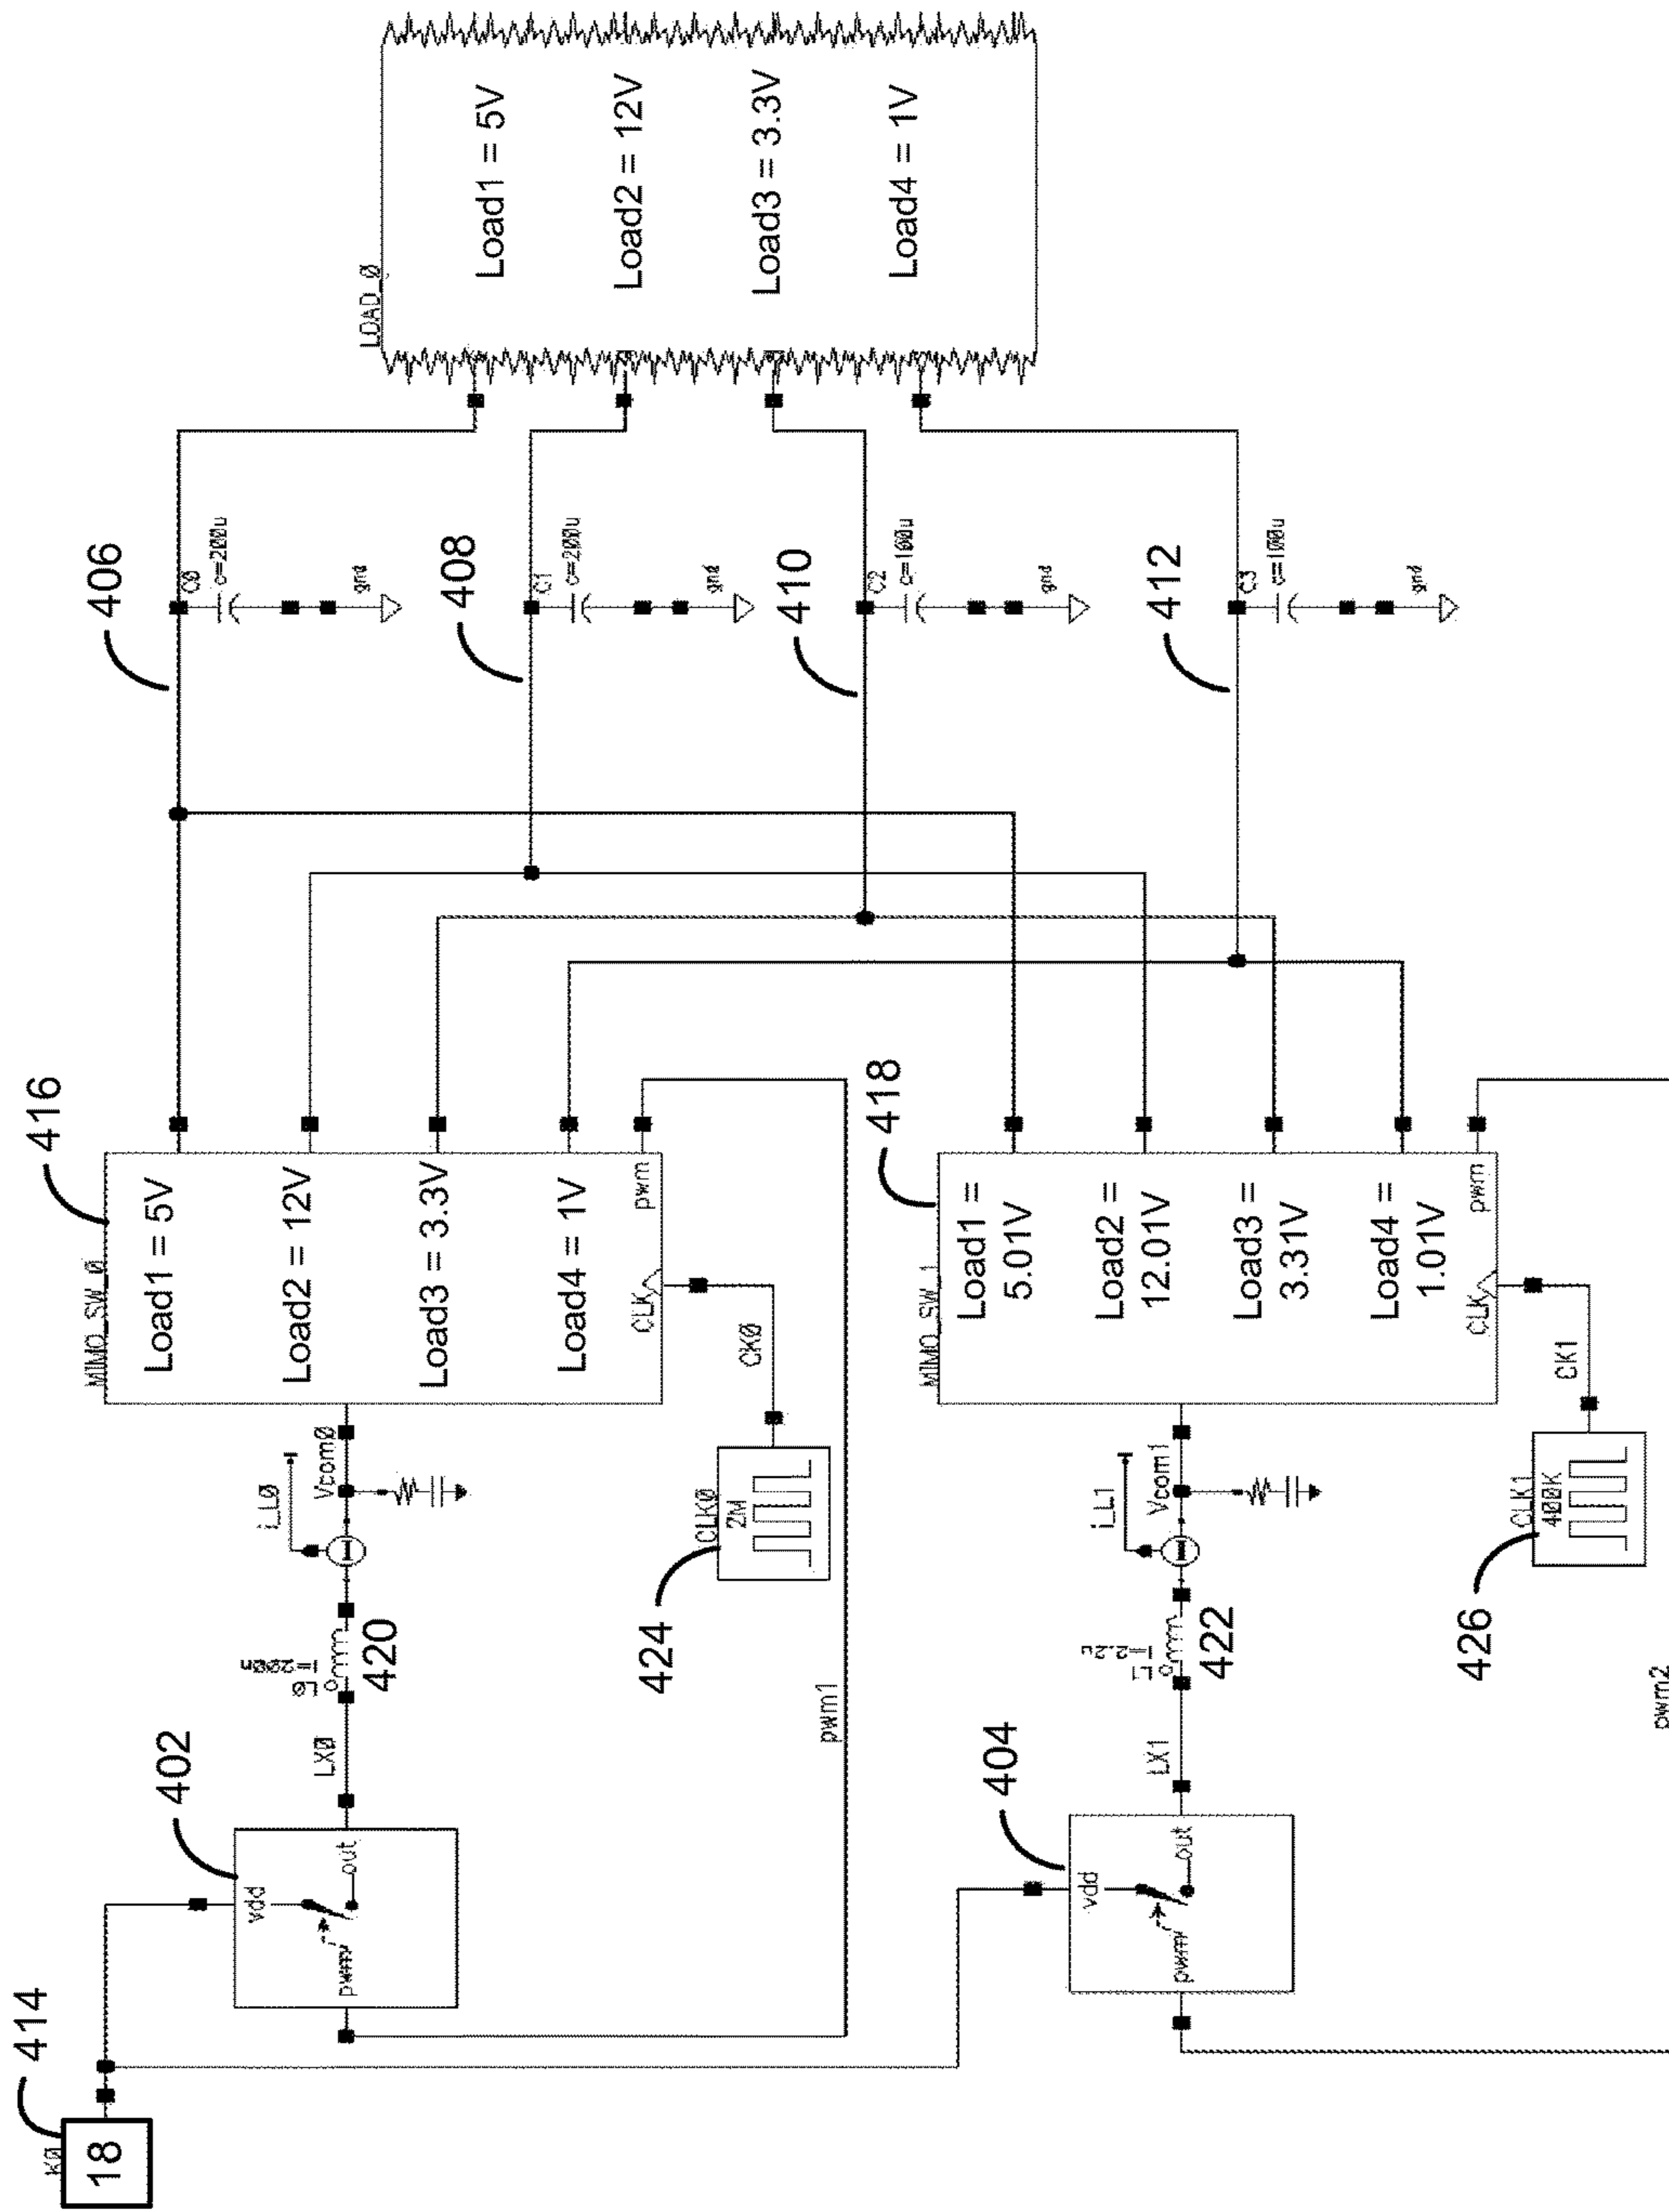 414
K0
18
402
vdd
pwm
out
LX0
L0
l=200n
420
i_L0
Vcom0
416
MIMO_SW_0
Load1 = 5V
Load2 = 12V
Load3 = 3.3V
Load4 = 1V
CLK
pwm
CK0
424
CLK0
2M
pwm1
404
vdd
pwm
out
LX1
L1
422
i_L1
Vcom1
418
MIMO_SW_1
Load1 =
5.01V
Load2 =
12.01V
Load3 =
3.31V
Load4 =
1.01V
CLK
pwm
CK1
426
CLK1
400K
pwm2
406
C0
c=200u
gnd
408
C1
c=200u
gnd
410
C2
c=100u
gnd
412
C3
c=100u
gnd
LOAD_0
Load1 = 5V
Load2 = 12V
Load3 = 3.3V
Load4 = 1V